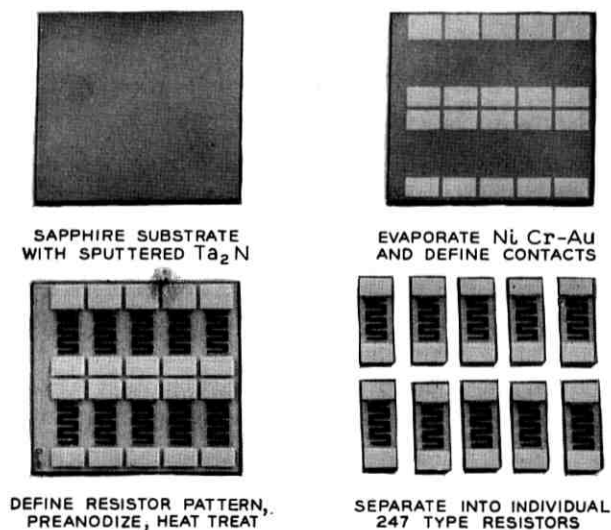 SAPPHIRE SUBSTRATE
WITH SPUTTERED Ta₂N
EVAPORATE Ni Cr-Au
AND DEFINE CONTACTS
DEFINE RESISTOR PATTERN,
PREANODIZE, HEAT TREAT
SEPARATE INTO INDIVIDUAL
247 TYPE RESISTORS